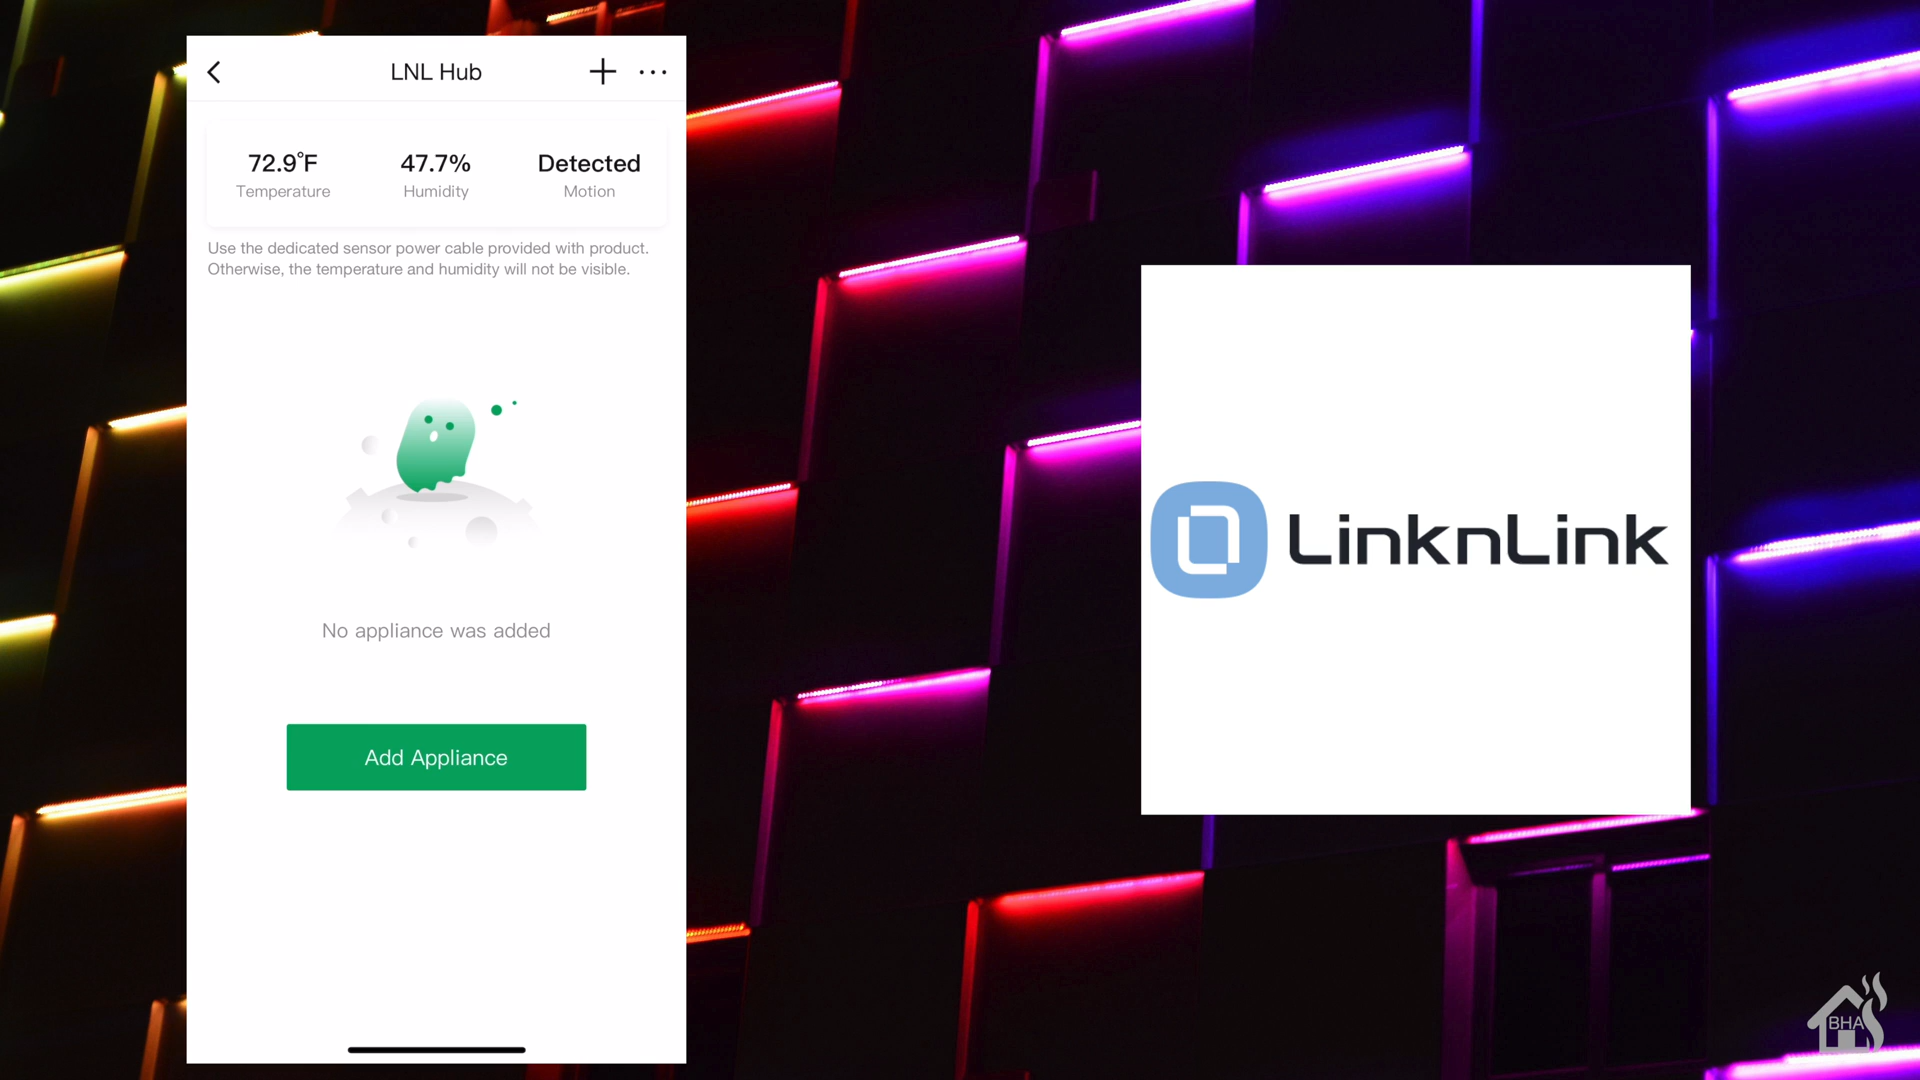 LNL Hub
72.9°F 47.7% Detected
Temperature Humidity Motion
Use the dedicated sensor power cable provided with product.
Otherwise, the temperature and humidity will not be visible.
No appliance was added
Add Appliance
LinknLink
BHA